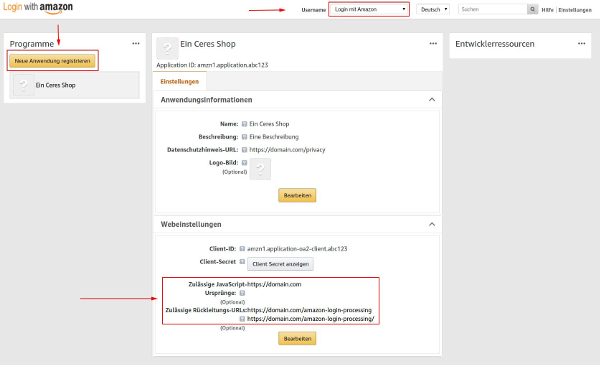 Login with amazon
Username Login mit Amazon Deutsch Suchen Hilfe | Einstellungen
Programme
Neue Anwendung registrieren
Ein Ceres Shop
Ein Ceres Shop
Application ID: amzn1.application.abc123
Einstellungen
Anwendungsinformationen
Name: Ein Ceres Shop
Beschreibung: Eine Beschreibung
Datenschutzhinweis-URL: https://domain.com/privacy
Logo-Bild:
(Optional)
Bearbeiten
Webeinstellungen
Client-ID: amzn1.application-oa2-client.abc123
Client-Secret Client Secret anzeigen
Zulässige JavaScript-https://domain.com
Ursprünge:
(Optional)
Zulässige Rückleitungs-URLs:https://domain.com/amazon-login-processing
https://domain.com/amazon-login-processing/
(Optional)
Bearbeiten
Entwicklerressourcen